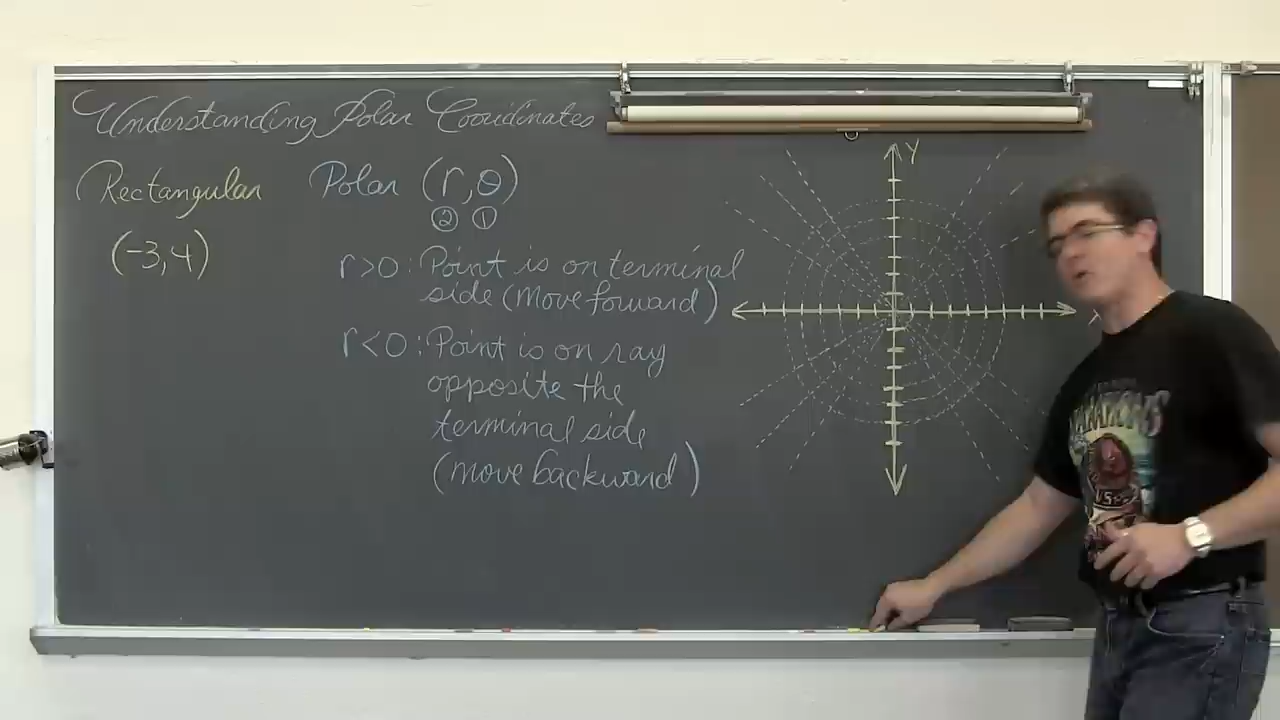 Understanding Polar Coordinates
Rectangular
(-3,4)
Polar (r,θ)
② ①
r>0: Point is on terminal
side (move forward)
r<0: Point is on ray
opposite the
terminal side
(move backward)
Y
X